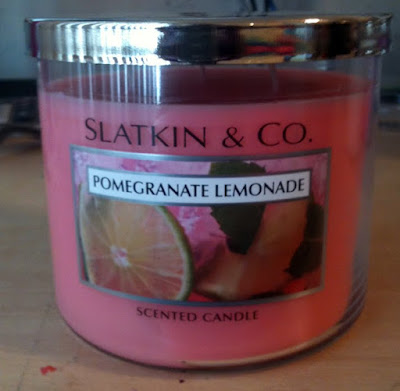 SLATKIN & CO.
POMEGRANATE LEMONADE
SCENTED CANDLE